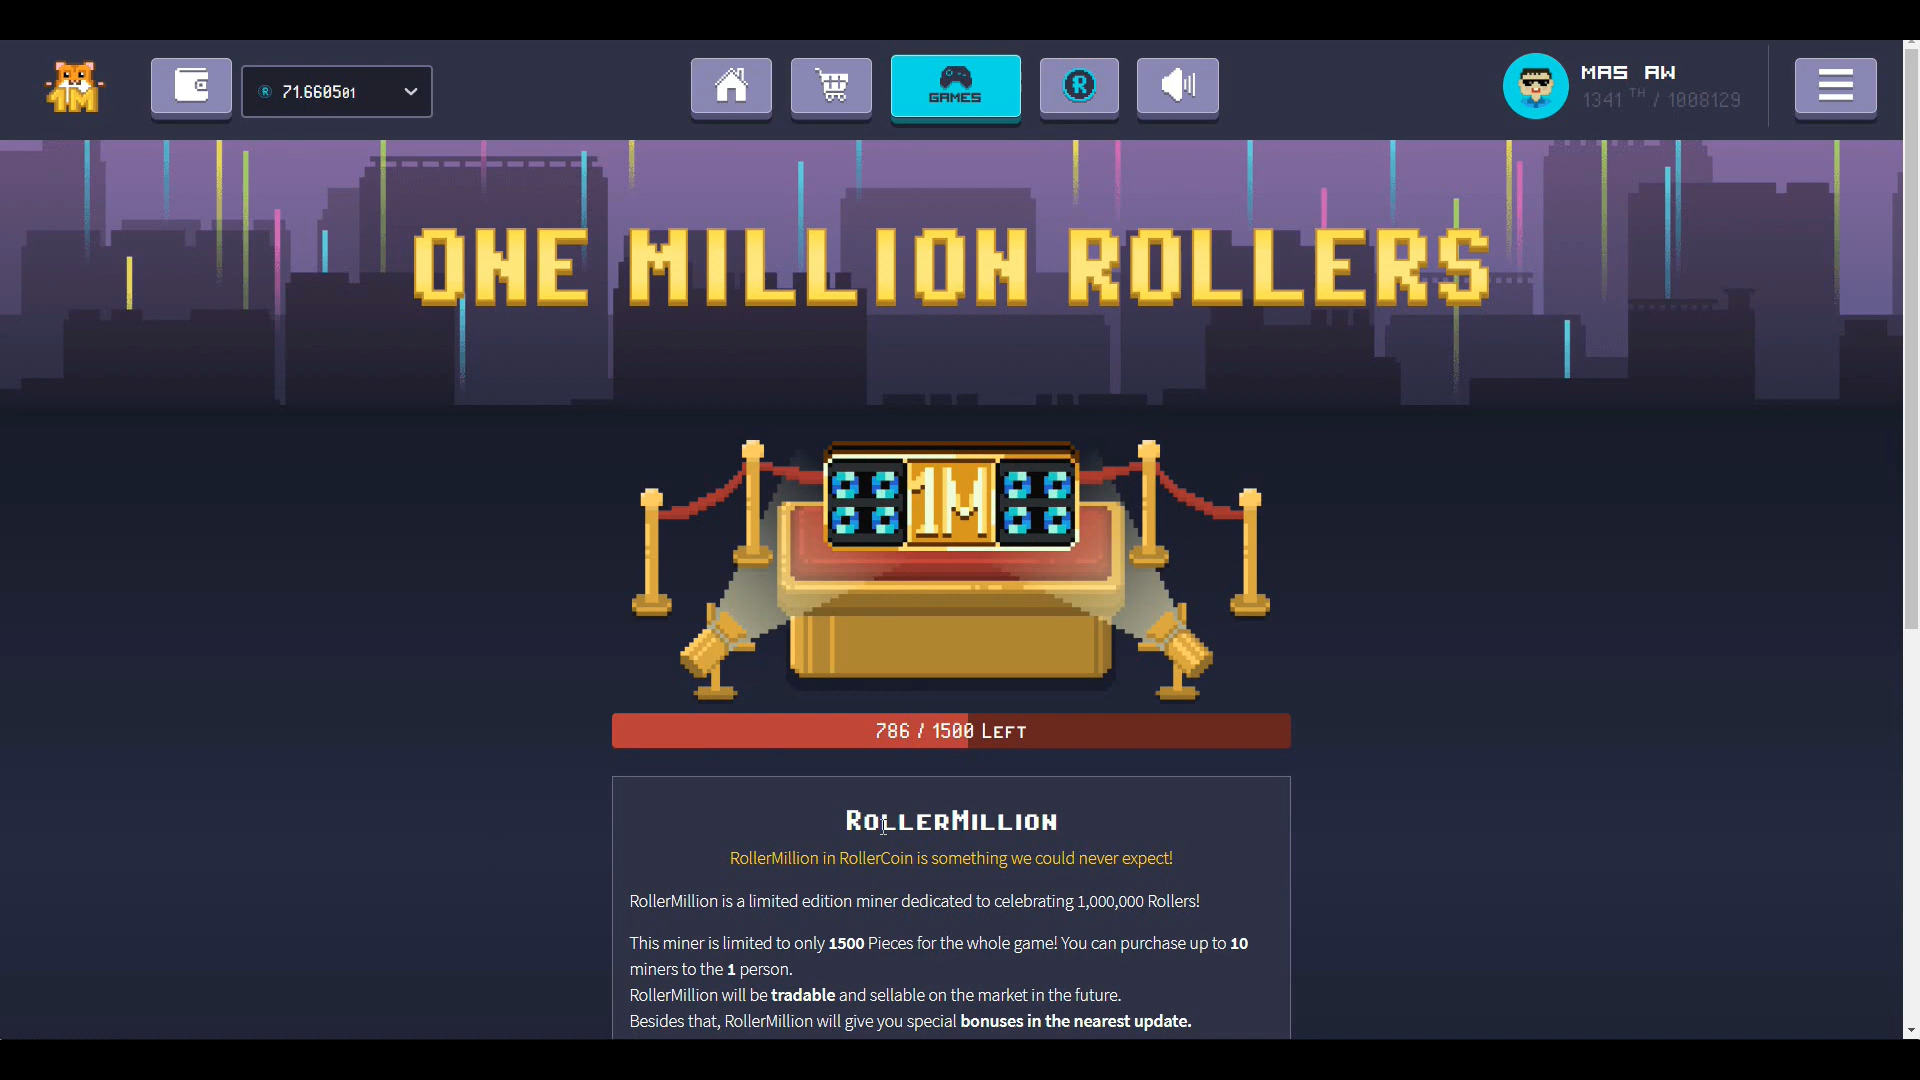 1M
R 71.660501
GAMES
R
MAS AW
1341 TH / 1008129
ONE MILLION ROLLERS
1M
786 / 1500 LEFT
ROLLERMILLION
RollerMillion in RollerCoin is something we could never expect!
RollerMillion is a limited edition miner dedicated to celebrating 1,000,000 Rollers!
This miner is limited to only 1500 Pieces for the whole game! You can purchase up to 10
miners to the 1 person.
RollerMillion will be tradable and sellable on the market in the future.
Besides that, RollerMillion will give you special bonuses in the nearest update.